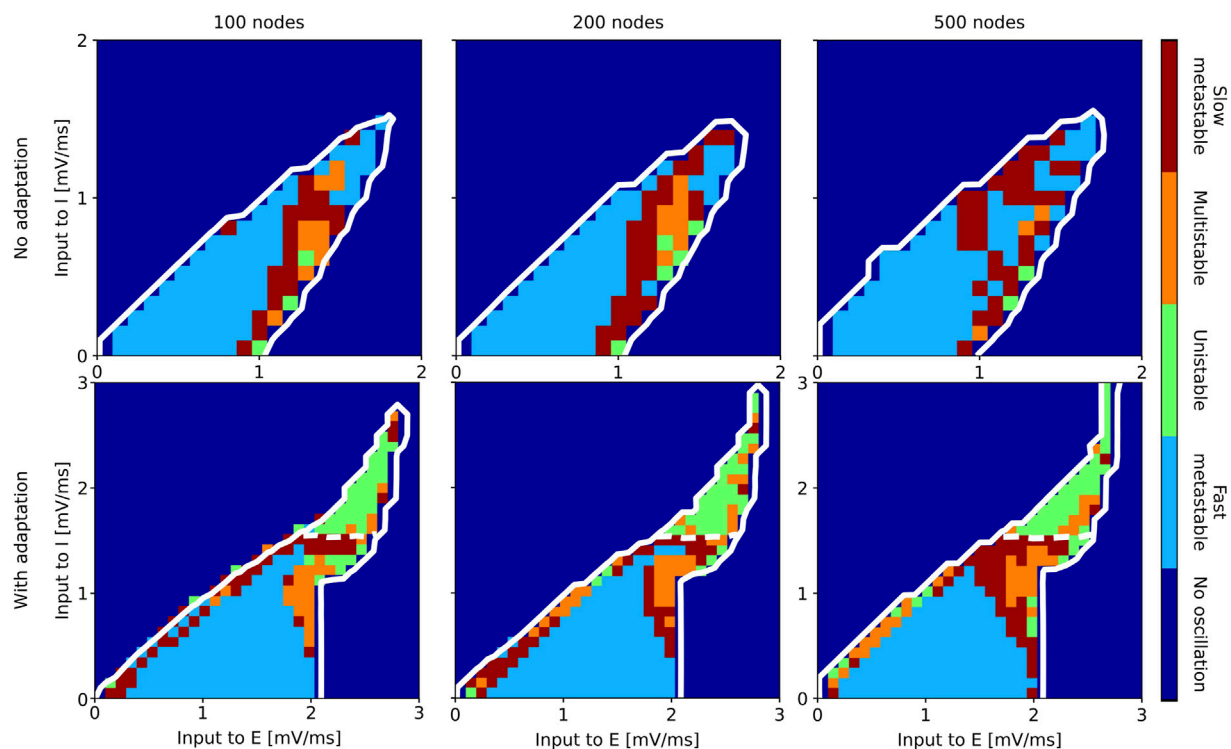 100 nodes
200 nodes
500 nodes
No adaptation
Input to I [mV/ms]
2
1
0
0
1
2
0
1
2
0
1
2
With adaptation
Input to I [mV/ms]
3
2
1
0
0
1
2
3
0
1
2
3
0
1
2
3
Input to E [mV/ms]
Input to E [mV/ms]
Input to E [mV/ms]
Slow
metastable
Multistable
Unistable
Fast
metastable
No oscillation